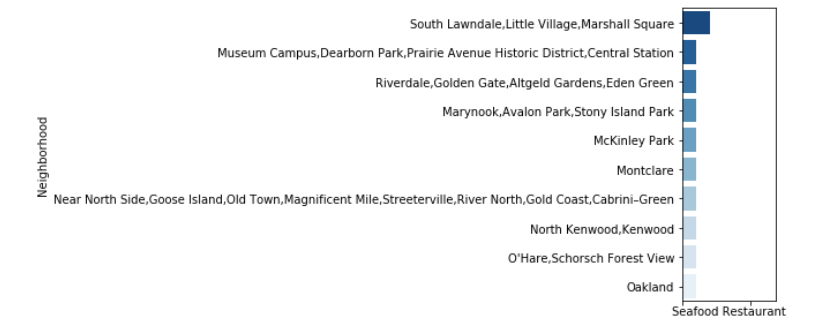 South Lawndale,Little Village,Marshall Square
Museum Campus,Dearborn Park,Prairie Avenue Historic District,Central Station
Riverdale,Golden Gate,Altgeld Gardens,Eden Green
Marynook,Avalon Park,Stony Island Park
McKinley Park
Montclare
Near North Side,Goose Island,Old Town,Magnificent Mile,Streeterville,River North,Gold Coast,Cabrini–Green
North Kenwood,Kenwood
O'Hare,Schorsch Forest View
Oakland
Neighborhood
Seafood Restaurant